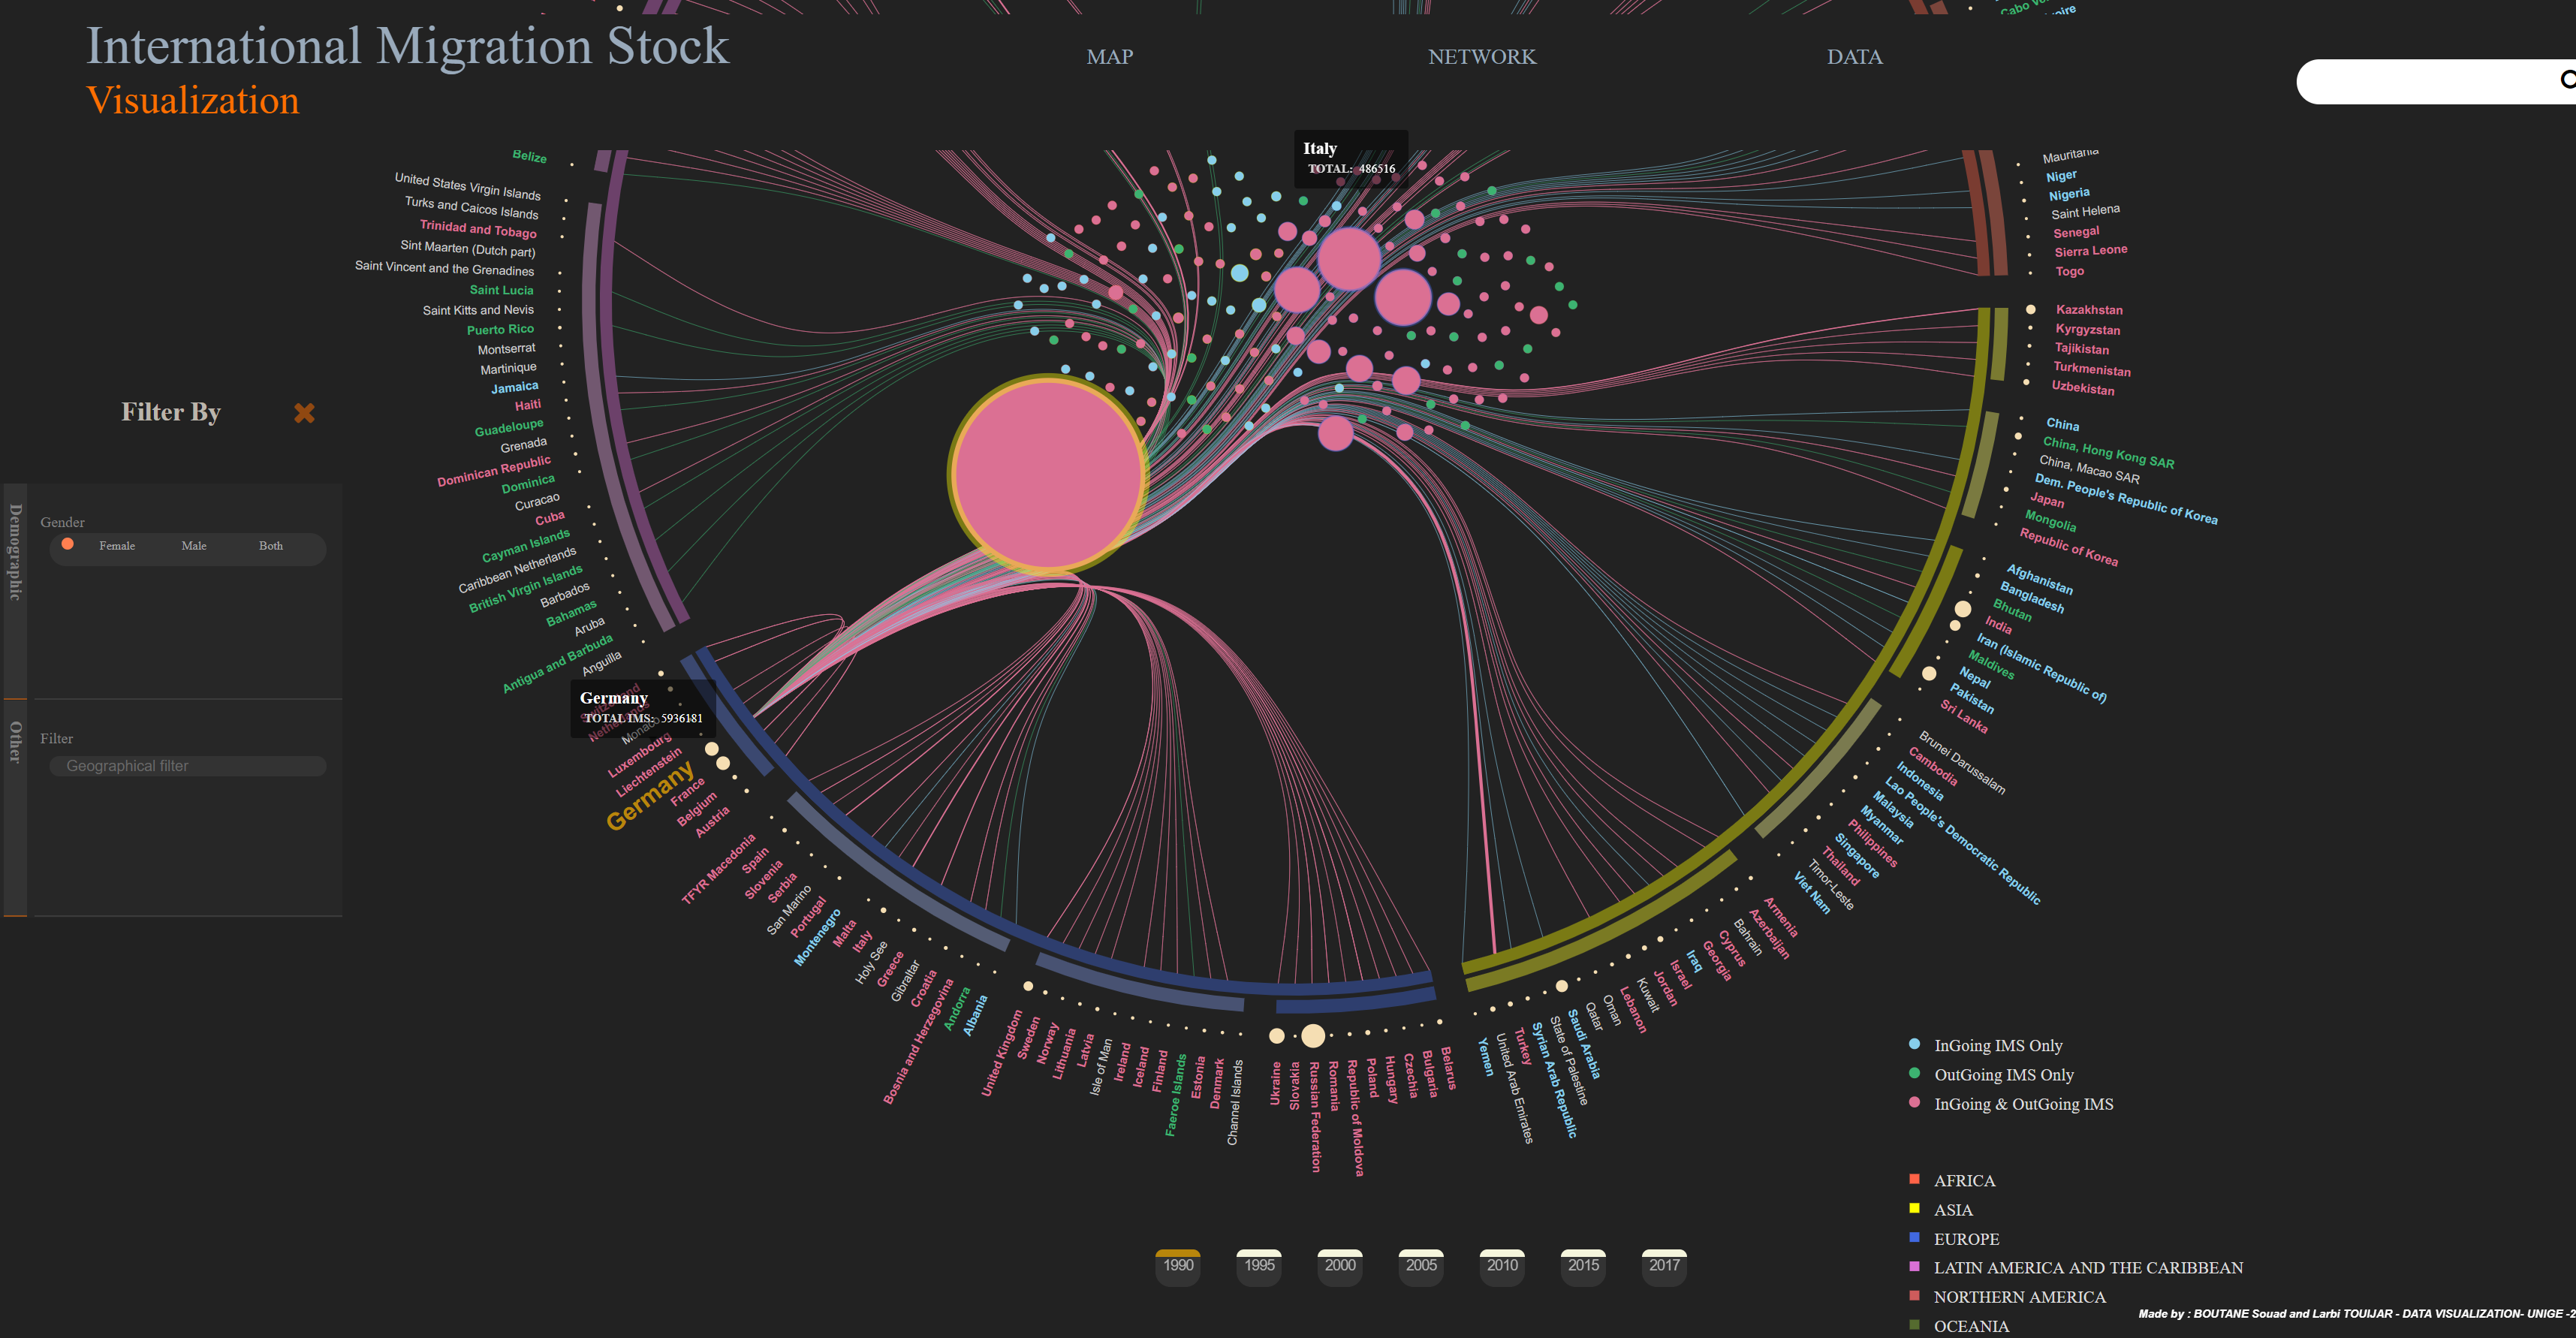 International Migration Stock
Visualization
MAP
NETWORK
DATA
Italy
TOTAL: 486516
Belize
United States Virgin Islands
Turks and Caicos Islands
Trinidad and Tobago
Sint Maarten (Dutch part)
Saint Vincent and the Grenadines
Saint Lucia
Saint Kitts and Nevis
Puerto Rico
Montserrat
Martinique
Jamaica
Haiti
Guadeloupe
Grenada
Dominican Republic
Dominica
Curacao
Cuba
Cayman Islands
Caribbean Netherlands
British Virgin Islands
Barbados
Bahamas
Aruba
Antigua and Barbuda
Anguilla
Filter By
Demographic
Gender
Female Male Both
Other
Filter
Geographical filter
Switzerland
Netherlands
Monaco
Germany
TOTAL IMS: 5936181
Luxembourg
Liechtenstein
Germany
France
Belgium
Austria
TFYR Macedonia
Spain
Slovenia
Serbia
San Marino
Portugal
Montenegro
Malta
Italy
Holy See
Greece
Gibraltar
Croatia
Bosnia and Herzegovina
Andorra
Albania
United Kingdom
Sweden
Norway
Lithuania
Latvia
Isle of Man
Ireland
Iceland
Finland
Faeroe Islands
Estonia
Denmark
Channel Islands
Ukraine
Slovakia
Russian Federation
Romania
Republic of Moldova
Poland
Hungary
Czechia
Bulgaria
Belarus
Yemen
United Arab Emirates
Turkey
Syrian Arab Republic
State of Palestine
Saudi Arabia
Qatar
Oman
Lebanon
Kuwait
Jordan
Israel
Iraq
Georgia
Cyprus
Bahrain
Azerbaijan
Armenia
Viet Nam
Timor-Leste
Thailand
Singapore
Philippines
Myanmar
Malaysia
Lao People's Democratic Republic
Indonesia
Cambodia
Brunei Darussalam
Sri Lanka
Pakistan
Nepal
Maldives
Iran (Islamic Republic of)
India
Bhutan
Bangladesh
Afghanistan
Republic of Korea
Mongolia
Japan
Dem. People's Republic of Korea
China, Macao SAR
China, Hong Kong SAR
China
Uzbekistan
Turkmenistan
Tajikistan
Kyrgyzstan
Kazakhstan
Togo
Sierra Leone
Senegal
Saint Helena
Nigeria
Niger
Mauritania
InGoing IMS Only
OutGoing IMS Only
InGoing & OutGoing IMS
AFRICA
ASIA
EUROPE
LATIN AMERICA AND THE CARIBBEAN
NORTHERN AMERICA
OCEANIA
1990 1995 2000 2005 2010 2015 2017
Made by : BOUTANE Souad and Larbi TOUIJAR - DATA VISUALIZATION- UNIGE -2